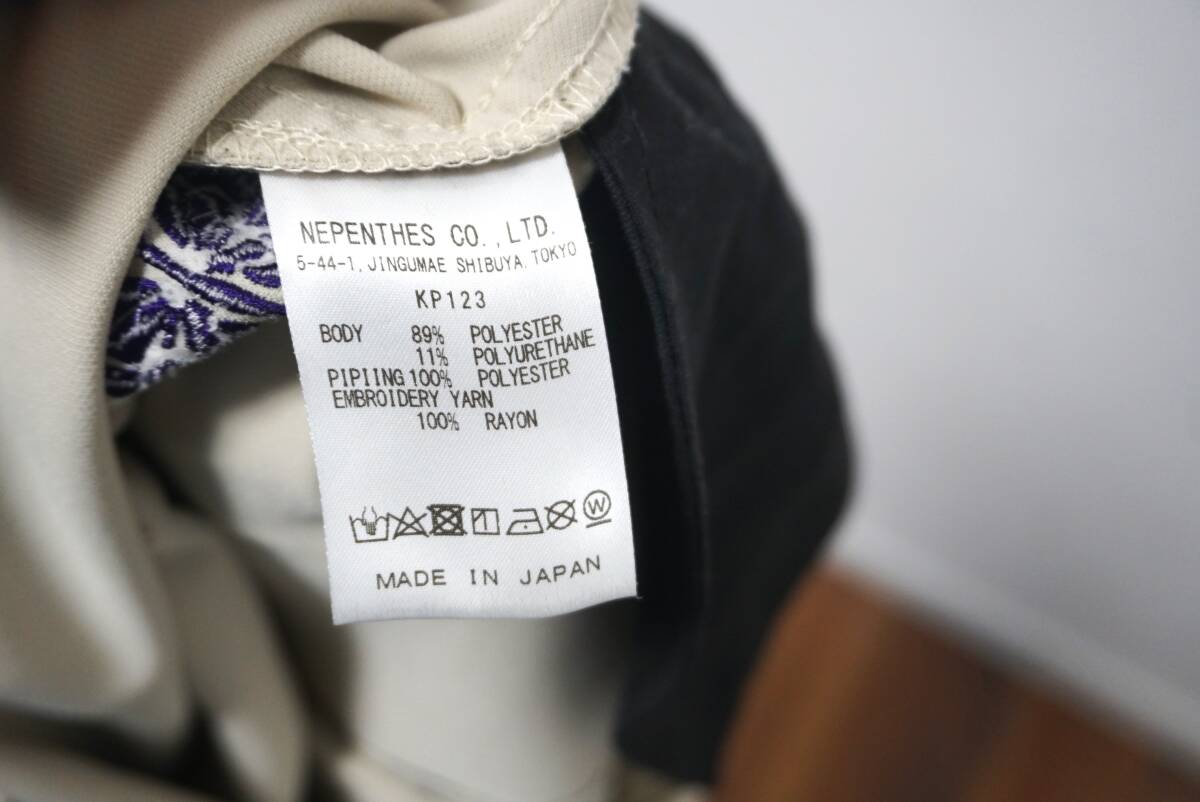 NEPENTHES CO.,LTD.
5-44-1, JINGUMAE SHIBUYA, TOKYO
KP123
BODY 89% POLYESTER
11% POLYURETHANE
PIPIING 100% POLYESTER
EMBROIDERY YARN
100% RAYON
W
MADE IN JAPAN